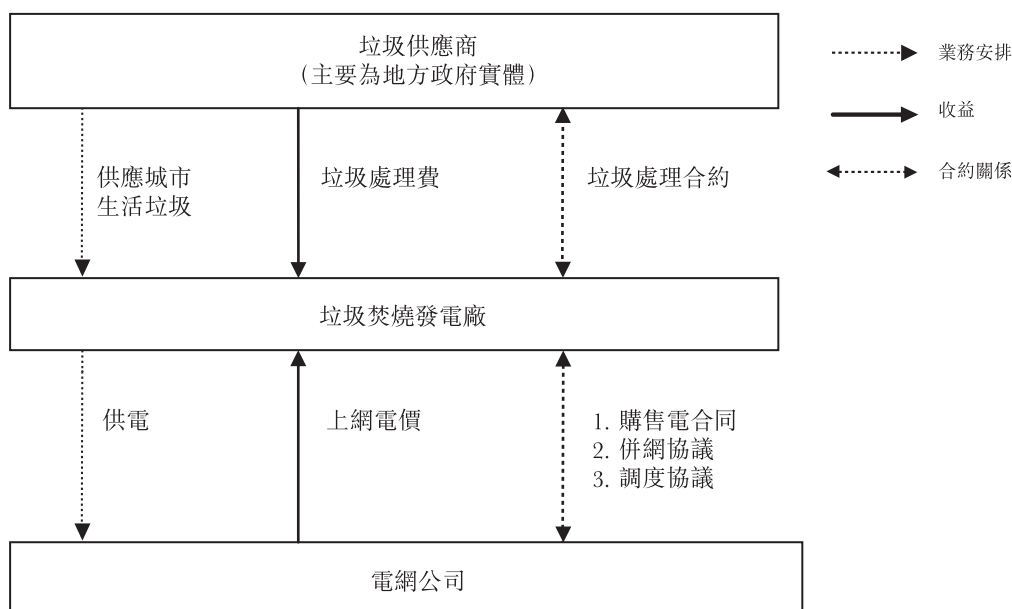 垃圾供應商
（主要為地方政府實體）
業務安排
收益
合約關係
供應城市
生活垃圾
垃圾處理費
垃圾處理合約
垃圾焚燒發電廠
供電
上網電價
1. 購售電合同
2. 併網協議
3. 調度協議
電網公司